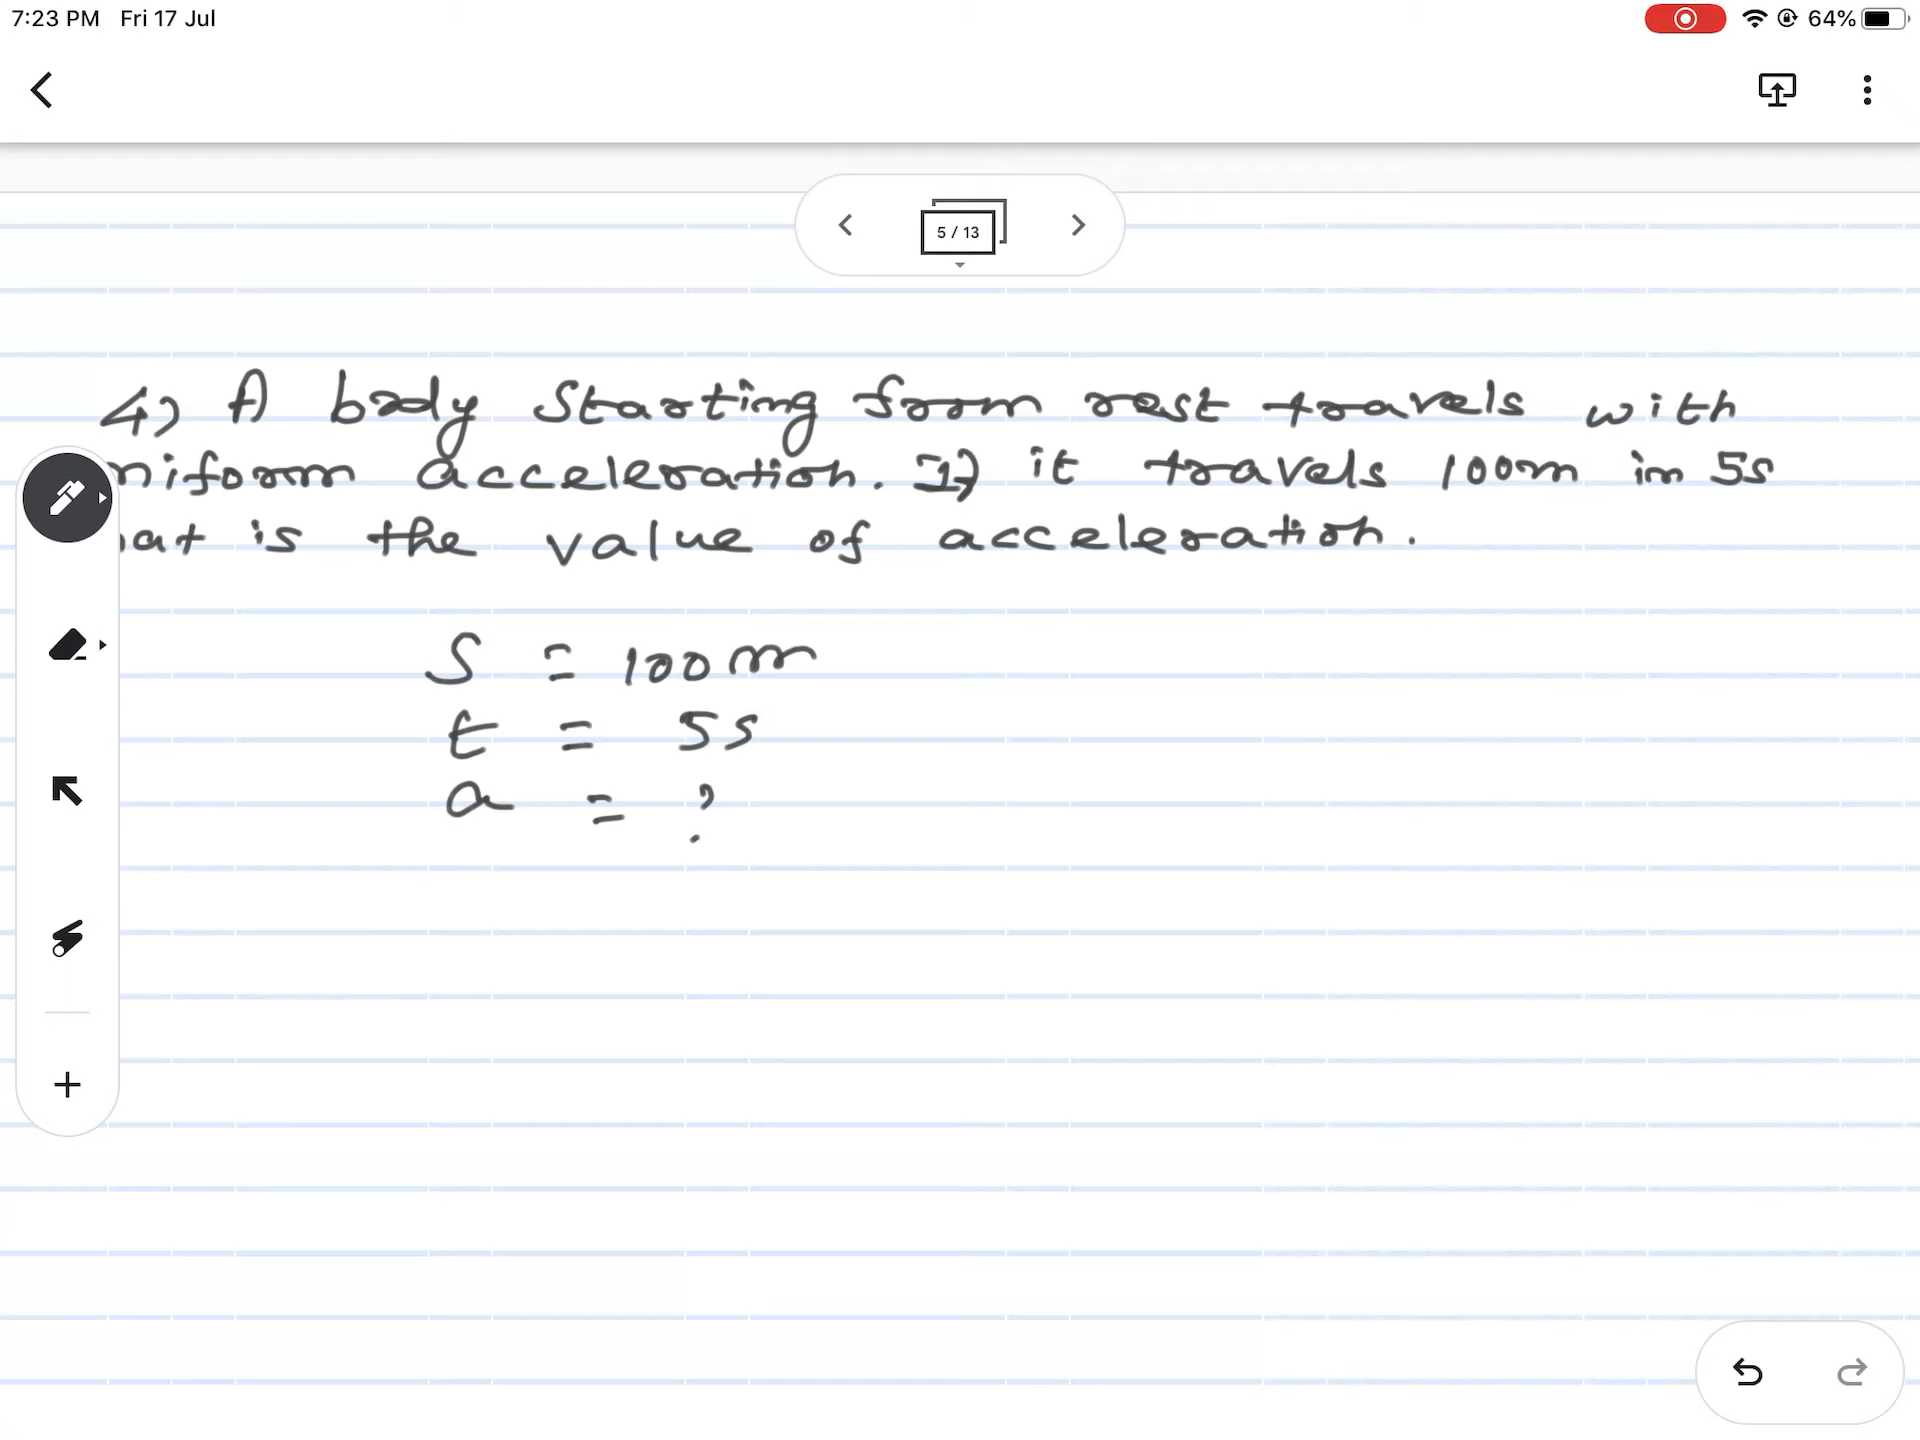 7:23 PM Fri 17 Jul
64%
5 / 13
4) A body starting from rest travels with
niform acceleration. If it travels 100m in 5s
at is the value of acceleration.
S = 100m
t = 5s
a = ?